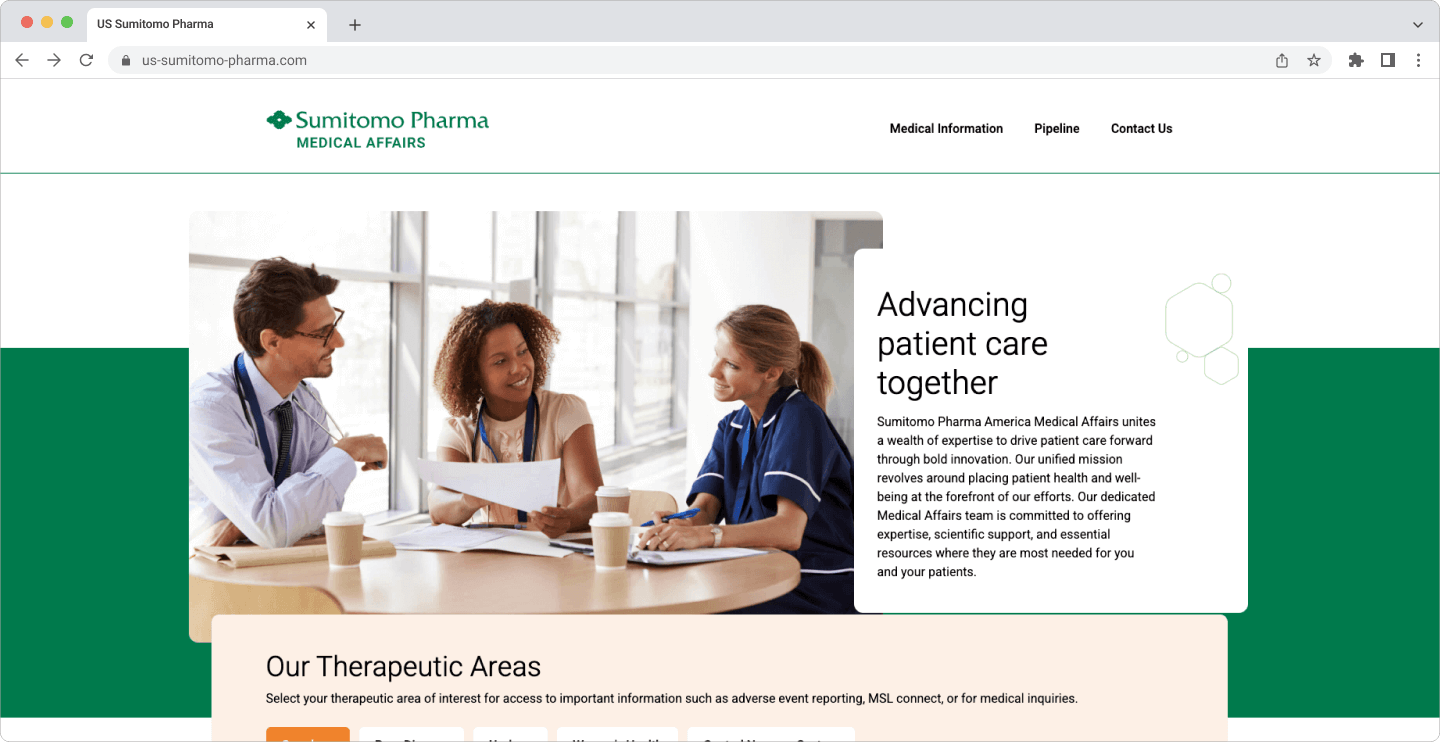 US Sumitomo Pharma
us-sumitomo-pharma.com
Sumitomo Pharma
MEDICAL AFFAIRS
Medical Information
Pipeline
Contact Us
Advancing
patient care
together
Sumitomo Pharma America Medical Affairs unites
a wealth of expertise to drive patient care forward
through bold innovation. Our unified mission
revolves around placing patient health and well-
being at the forefront of our efforts. Our dedicated
Medical Affairs team is committed to offering
expertise, scientific support, and essential
resources where they are most needed for you
and your patients.
Our Therapeutic Areas
Select your therapeutic area of interest for access to important information such as adverse event reporting, MSL connect, or for medical inquiries.